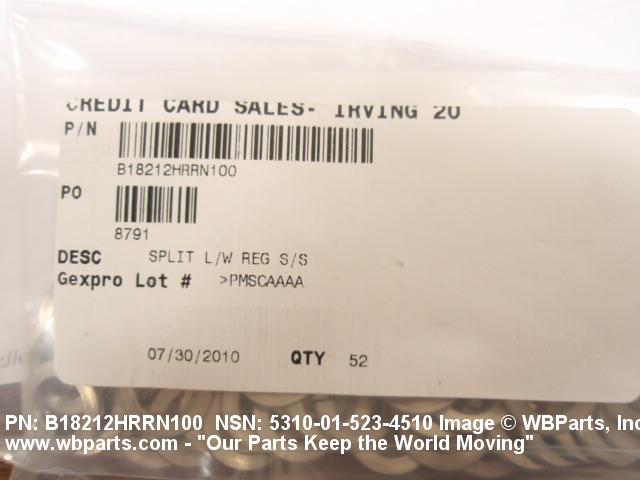 CREDIT CARD SALES- IRVING 20
P/N
B18212HRRN100
PO
8791
DESC SPLIT L/W REG S/S
Gexpro Lot # >PMSCAAAA
07/30/2010 QTY 52
PN: B18212HRRN100 NSN: 5310-01-523-4510 Image © WBParts, Inc
www.wbparts.com - "Our Parts Keep the World Moving"